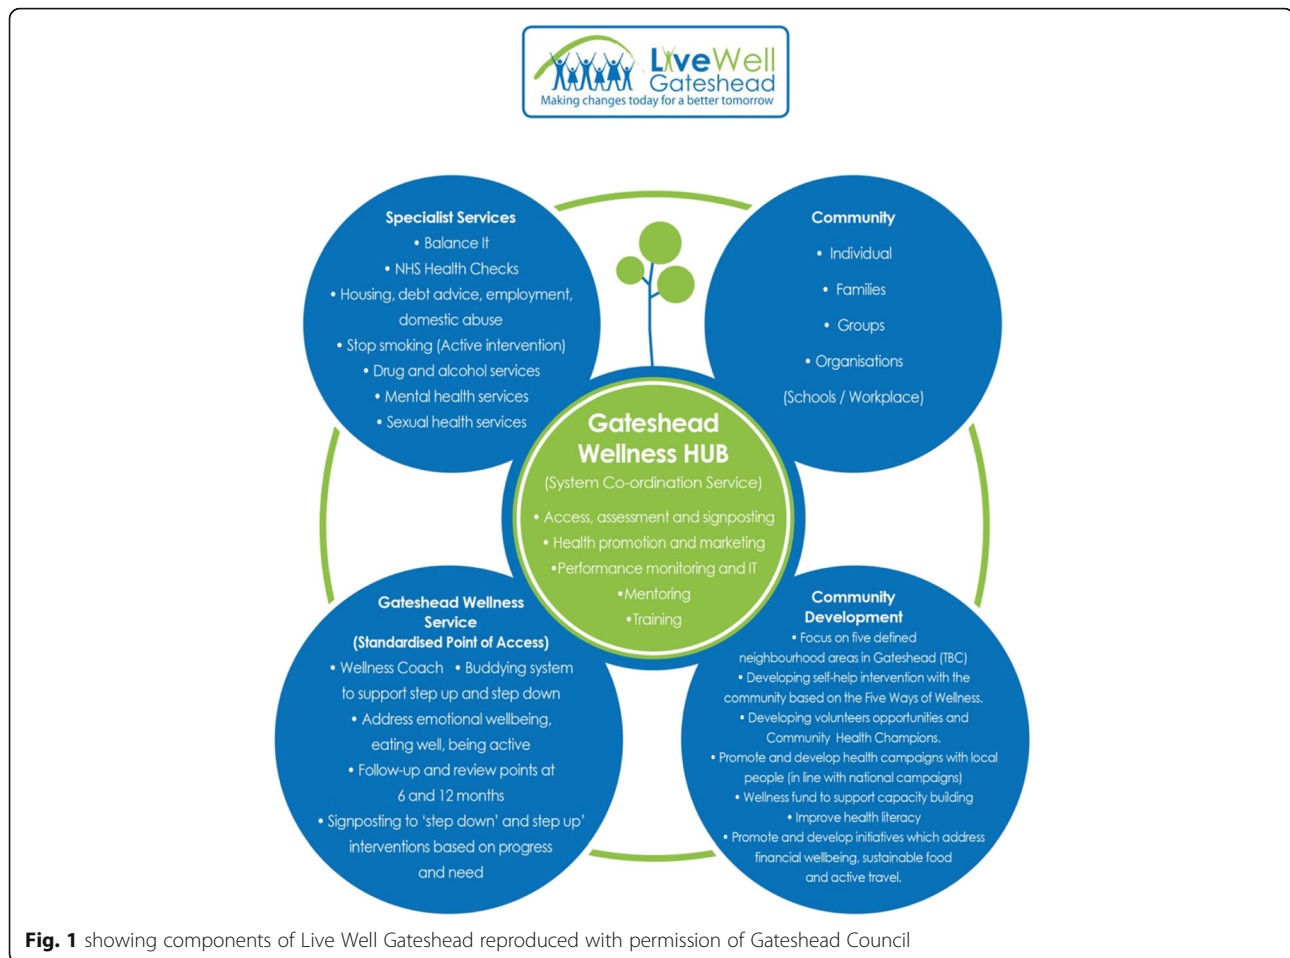 LiveWell
Gateshead
Making changes today for a better tomorrow
Specialist Services
• Balance It
• NHS Health Checks
• Housing, debt advice, employment,
domestic abuse
• Stop smoking (Active intervention)
• Drug and alcohol services
• Mental health services
• Sexual health services
Community
• Individual
• Families
• Groups
• Organisations
(Schools / Workplace)
Gateshead
Wellness HUB
(System Co-ordination Service)
• Access, assessment and signposting
• Health promotion and marketing
•Performance monitoring and IT
•Mentoring
•Training
Gateshead Wellness
Service
(Standardised Point of Access)
• Wellness Coach • Buddying system
to support step up and step down
• Address emotional wellbeing,
eating well, being active
• Follow-up and review points at
6 and 12 months
• Signposting to ‘step down’ and step up’
interventions based on progress
and need
Community
Development
• Focus on five defined
neighbourhood areas in Gateshead (TBC)
• Developing self-help intervention with the
community based on the Five Ways of Wellness.
• Developing volunteers opportunities and
Community Health Champions.
• Promote and develop health campaigns with local
people (in line with national campaigns)
• Wellness fund to support capacity building
• Improve health literacy
• Promote and develop initiatives which address
financial wellbeing, sustainable food
and active travel.
Fig. 1 showing components of Live Well Gateshead reproduced with permission of Gateshead Council